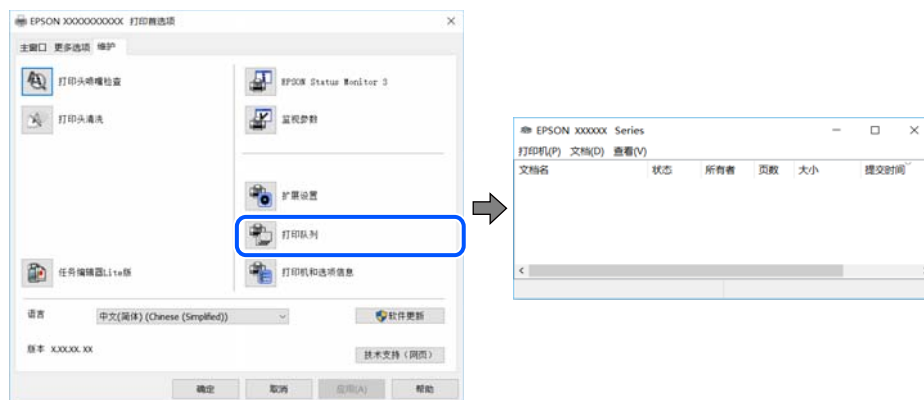 EPSON XXXXXXXXXX 打印首选项
主窗口 更多选项 维护
打印头喷嘴检查
EPSON Status Monitor 3
打印头清洗
监视参数
扩展设置
打印队列
任务编辑器Lite版
打印机和选项信息
语言
中文(简体) (Chinese (Simplified))
软件更新
版本 X.XX.XX. XX
技术支持（网页）
确定
取消
应用(A)
帮助
EPSON XXXXXX Series
打印机(P) 文档(D) 查看(V)
文档名 状态 所有者 页数 大小 提交时间